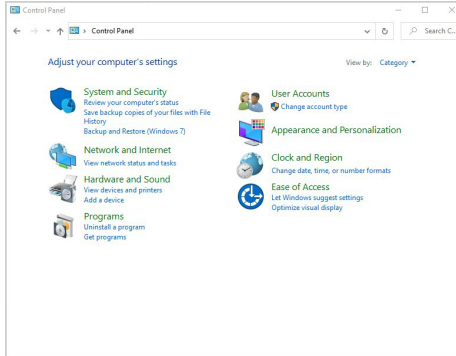 Control Panel
Control Panel
Search C...
Adjust your computer's settings
View by: Category
System and Security
Review your computer's status
Save backup copies of your files with File
History
Backup and Restore (Windows 7)
Network and Internet
View network status and tasks
Hardware and Sound
View devices and printers
Add a device
Programs
Uninstall a program
Get programs
User Accounts
Change account type
Appearance and Personalization
Clock and Region
Change date, time, or number formats
Ease of Access
Let Windows suggest settings
Optimize visual display